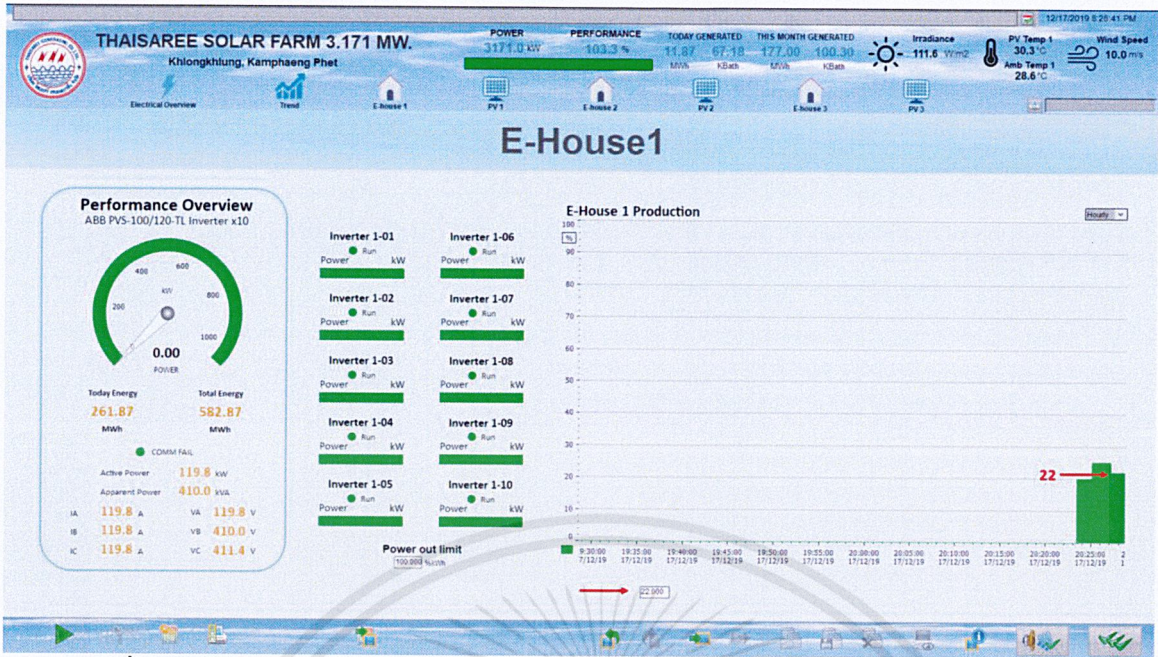 12/17/2019 8:26:41 PM
THAISAREE SOLAR FARM 3.171 MW.
Khlongkhlung, Kamphaeng Phet
POWER
3171.0 kW
PERFORMANCE
103.3 %
TODAY GENERATED
11.87 67.18
MWh KBath
THIS MONTH GENERATED
177.00 100.30
MWh KBath
Irradiance
111.6 W/m2
PV Temp 1
30.3°C
Amb Temp 1
28.6°C
Wind Speed
10.0 m/s
Electrical Overview
Trend
E-house 1
PV 1
E-house 2
PV 2
E-house 3
PV 3
E-House1
Performance Overview
ABB PVS-100/120-TL Inverter x10
200
400
600
800
1000
kW
0.00
POWER
Today Energy Total Energy
261.87 582.87
MWh MWh
COMM FAIL
Active Power 119.8 kW
Apparent Power 410.0 kVA
IA 119.8 A VA 119.8 V
IB 119.8 A VB 410.0 V
IC 119.8 A VC 411.4 V
Inverter 1-01 Inverter 1-06
Run Run
Power kW Power kW
Inverter 1-02 Inverter 1-07
Run Run
Power kW Power kW
Inverter 1-03 Inverter 1-08
Run Run
Power kW Power kW
Inverter 1-04 Inverter 1-09
Run Run
Power kW Power kW
Inverter 1-05 Inverter 1-10
Run Run
Power kW Power kW
Power out limit
100.000 %kWh
E-House 1 Production
Hourly
100
%
90
80
70
60
50
40
30
20
10
0
22
9:30:00 19:35:00 19:40:00 19:45:00 19:50:00 19:55:00 20:00:00 20:05:00 20:10:00 20:15:00 20:20:00 20:25:00 2
7/12/19 17/12/19 17/12/19 17/12/19 17/12/19 17/12/19 17/12/19 17/12/19 17/12/19 17/12/19 17/12/19 17/12/19 1
22.000